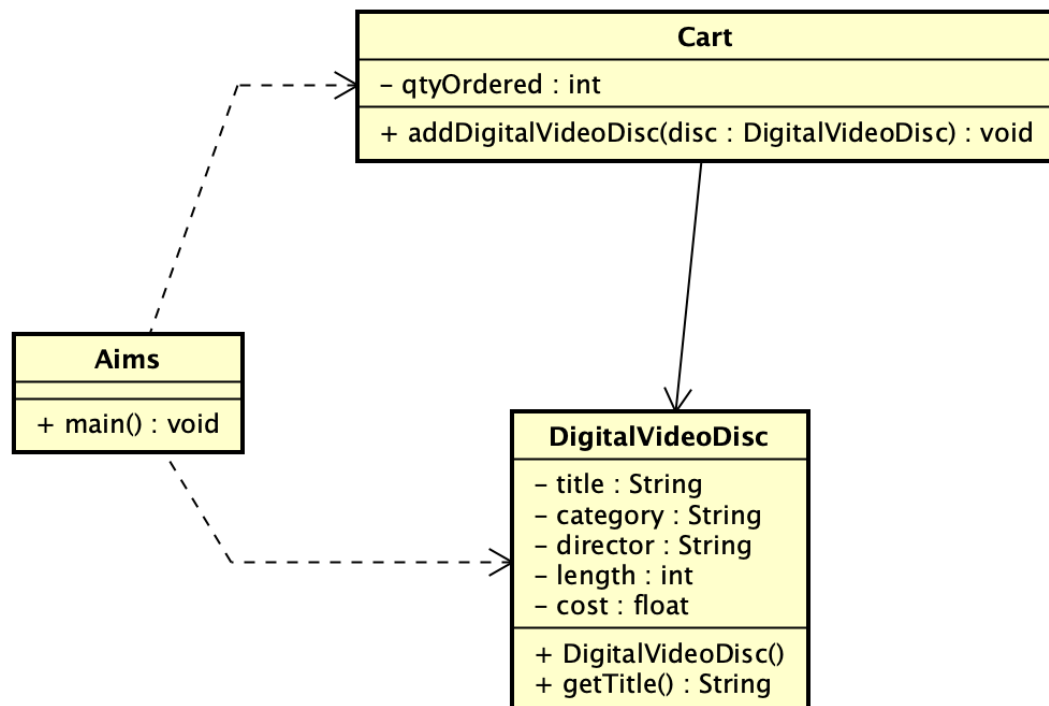 Cart
– qtyOrdered : int
+ addDigitalVideoDisc(disc : DigitalVideoDisc) : void
Aims
+ main() : void
DigitalVideoDisc
– title : String
– category : String
– director : String
– length : int
– cost : float
+ DigitalVideoDisc()
+ getTitle() : String